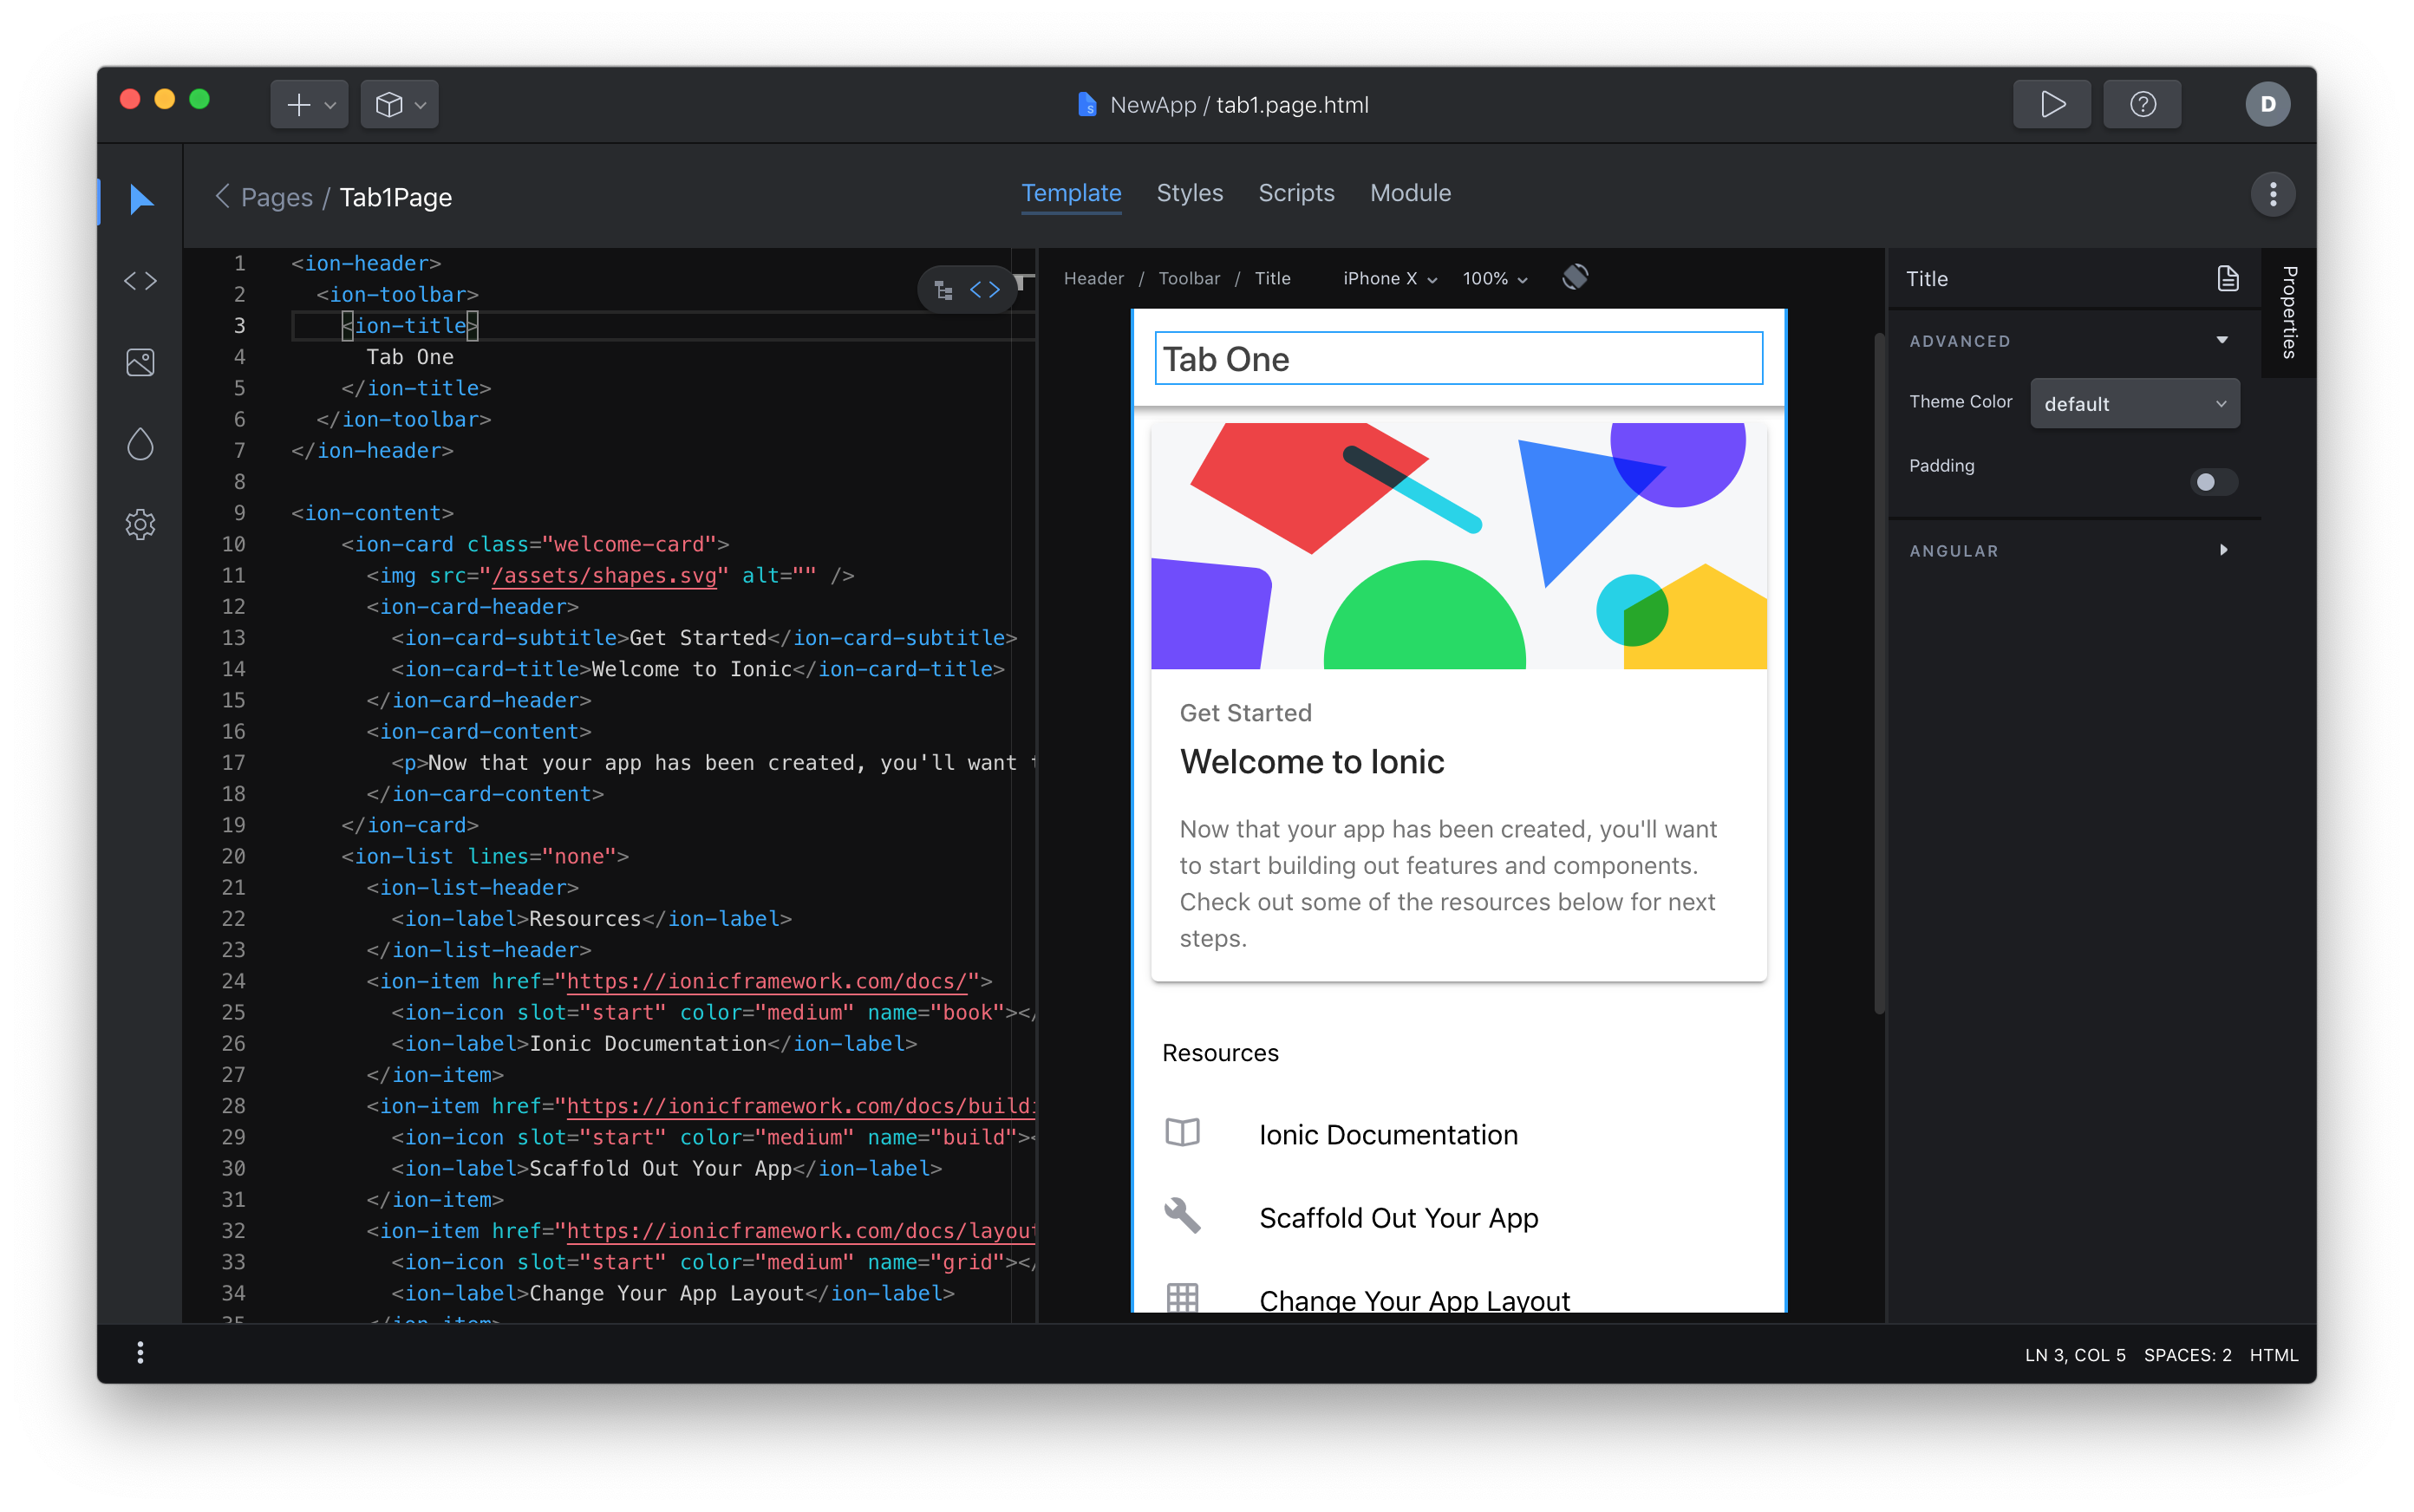 NewApp / tab1.page.html
D
Pages / Tab1Page
Template Styles Scripts Module
1 <ion-header>
2 <ion-toolbar>
3 <ion-title>
4 Tab One
5 </ion-title>
6 </ion-toolbar>
7 </ion-header>
8
9 <ion-content>
10 <ion-card class="welcome-card">
11 <img src="/assets/shapes.svg" alt="" />
12 <ion-card-header>
13 <ion-card-subtitle>Get Started</ion-card-subtitle>
14 <ion-card-title>Welcome to Ionic</ion-card-title>
15 </ion-card-header>
16 <ion-card-content>
17 <p>Now that your app has been created, you'll want
18 </ion-card-content>
19 </ion-card>
20 <ion-list lines="none">
21 <ion-list-header>
22 <ion-label>Resources</ion-label>
23 </ion-list-header>
24 <ion-item href="https://ionicframework.com/docs/">
25 <ion-icon slot="start" color="medium" name="book"></
26 <ion-label>Ionic Documentation</ion-label>
27 </ion-item>
28 <ion-item href="https://ionicframework.com/docs/buildi
29 <ion-icon slot="start" color="medium" name="build"><
30 <ion-label>Scaffold Out Your App</ion-label>
31 </ion-item>
32 <ion-item href="https://ionicframework.com/docs/layout
33 <ion-icon slot="start" color="medium" name="grid"></
34 <ion-label>Change Your App Layout</ion-label>
35 </ion-item>
Header / Toolbar / Title iPhone X 100%
Tab One
Get Started
Welcome to Ionic
Now that your app has been created, you'll want
to start building out features and components.
Check out some of the resources below for next
steps.
Resources
Ionic Documentation
Scaffold Out Your App
Change Your App Layout
Title
Properties
ADVANCED
Theme Color default
Padding
ANGULAR
LN 3, COL 5 SPACES: 2 HTML